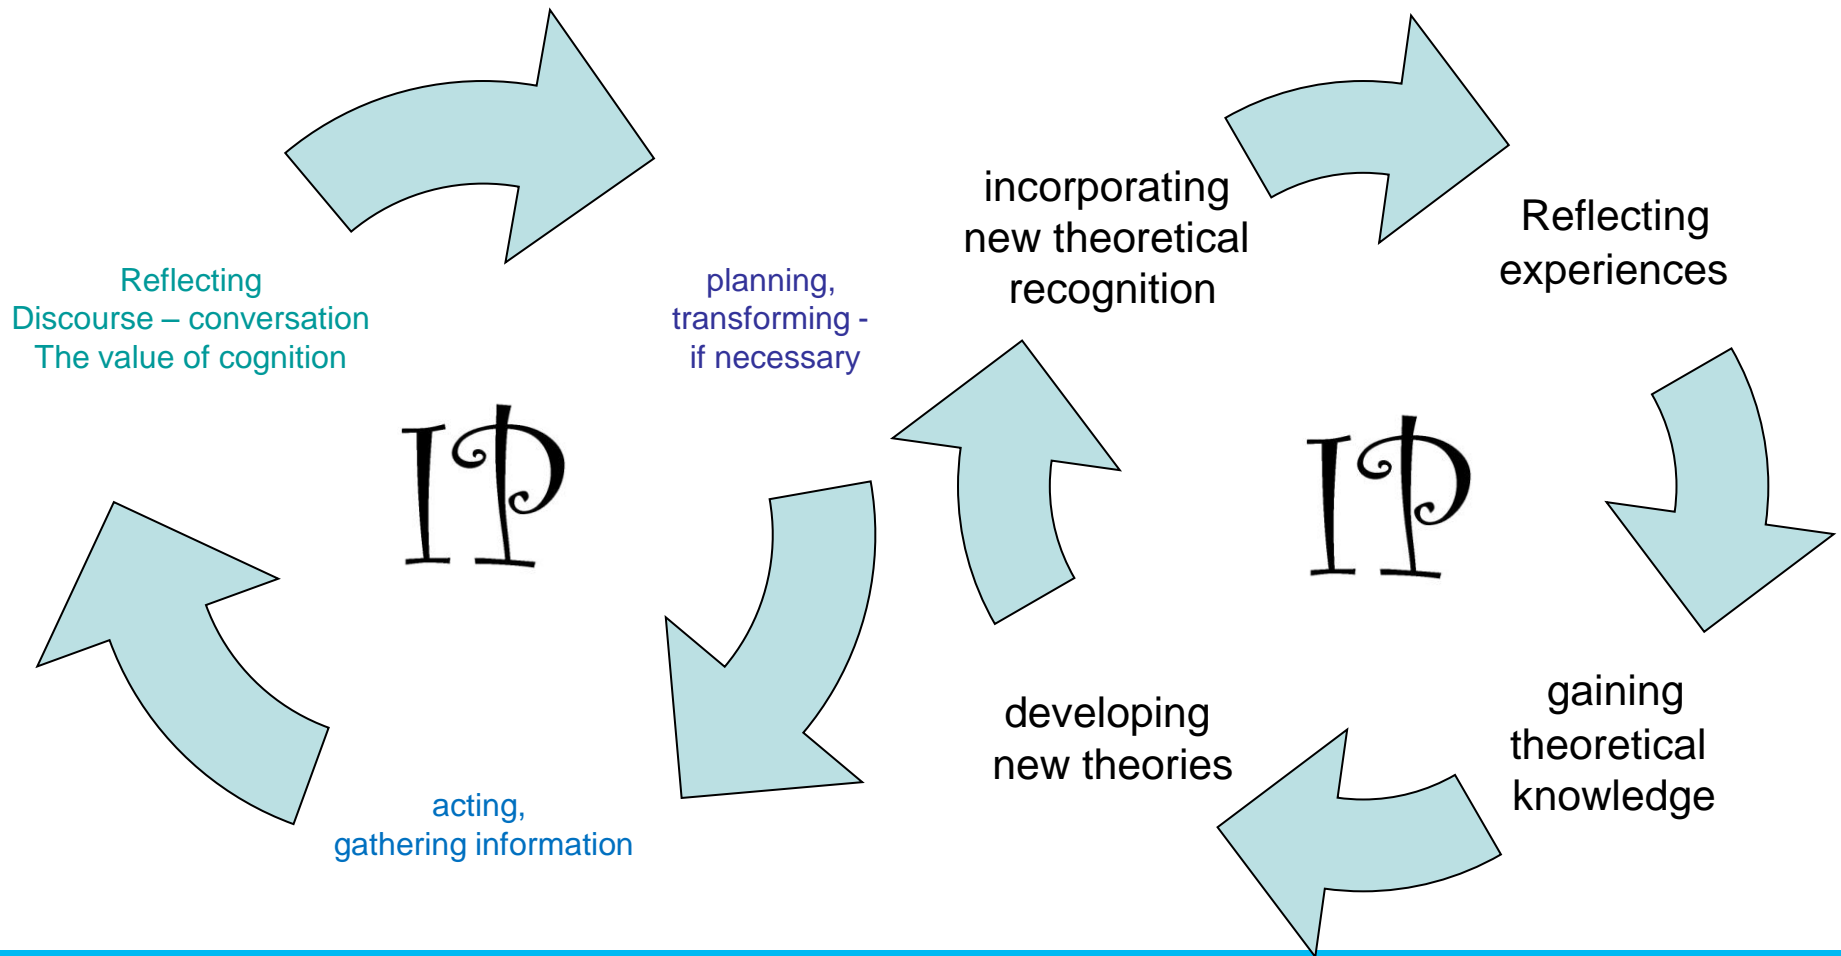 Reflecting
Discourse – conversation
The value of cognition
planning,
transforming -
if necessary
acting,
gathering information
IP
incorporating
new theoretical
recognition
Reflecting
experiences
gaining
theoretical
knowledge
developing
new theories
IP